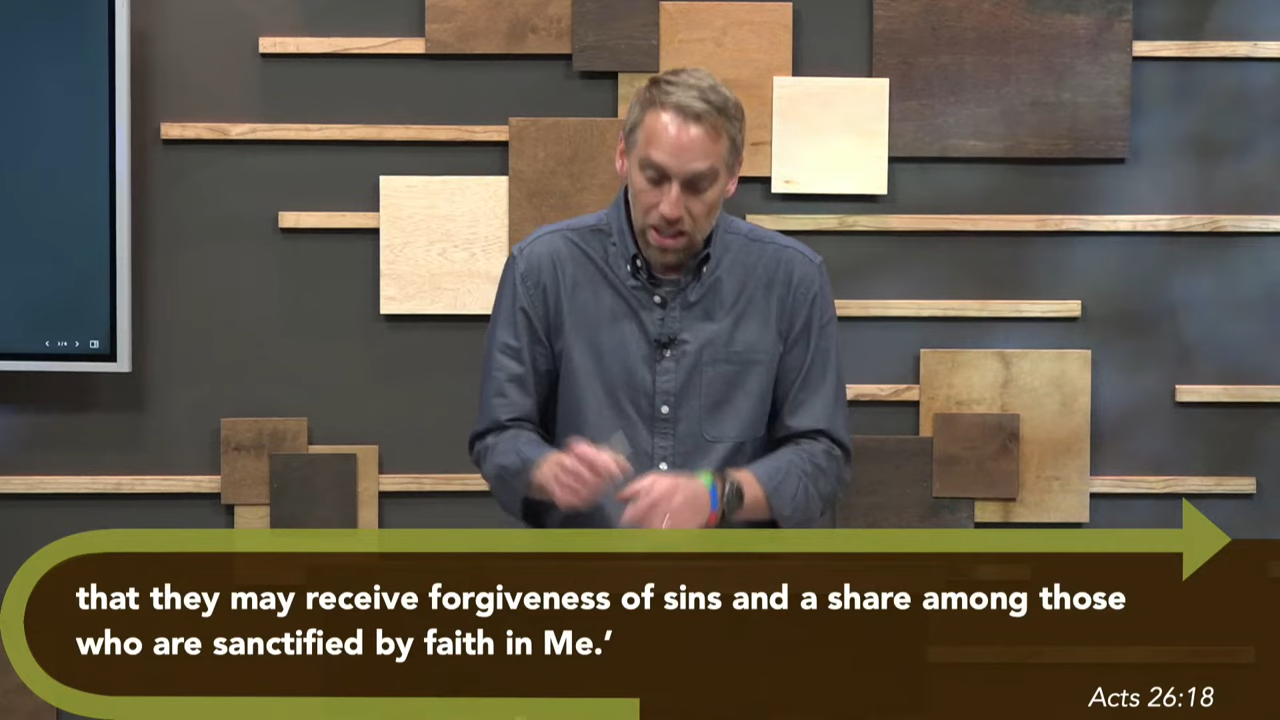 that they may receive forgiveness of sins and a share among those
who are sanctified by faith in Me.’
Acts 26:18